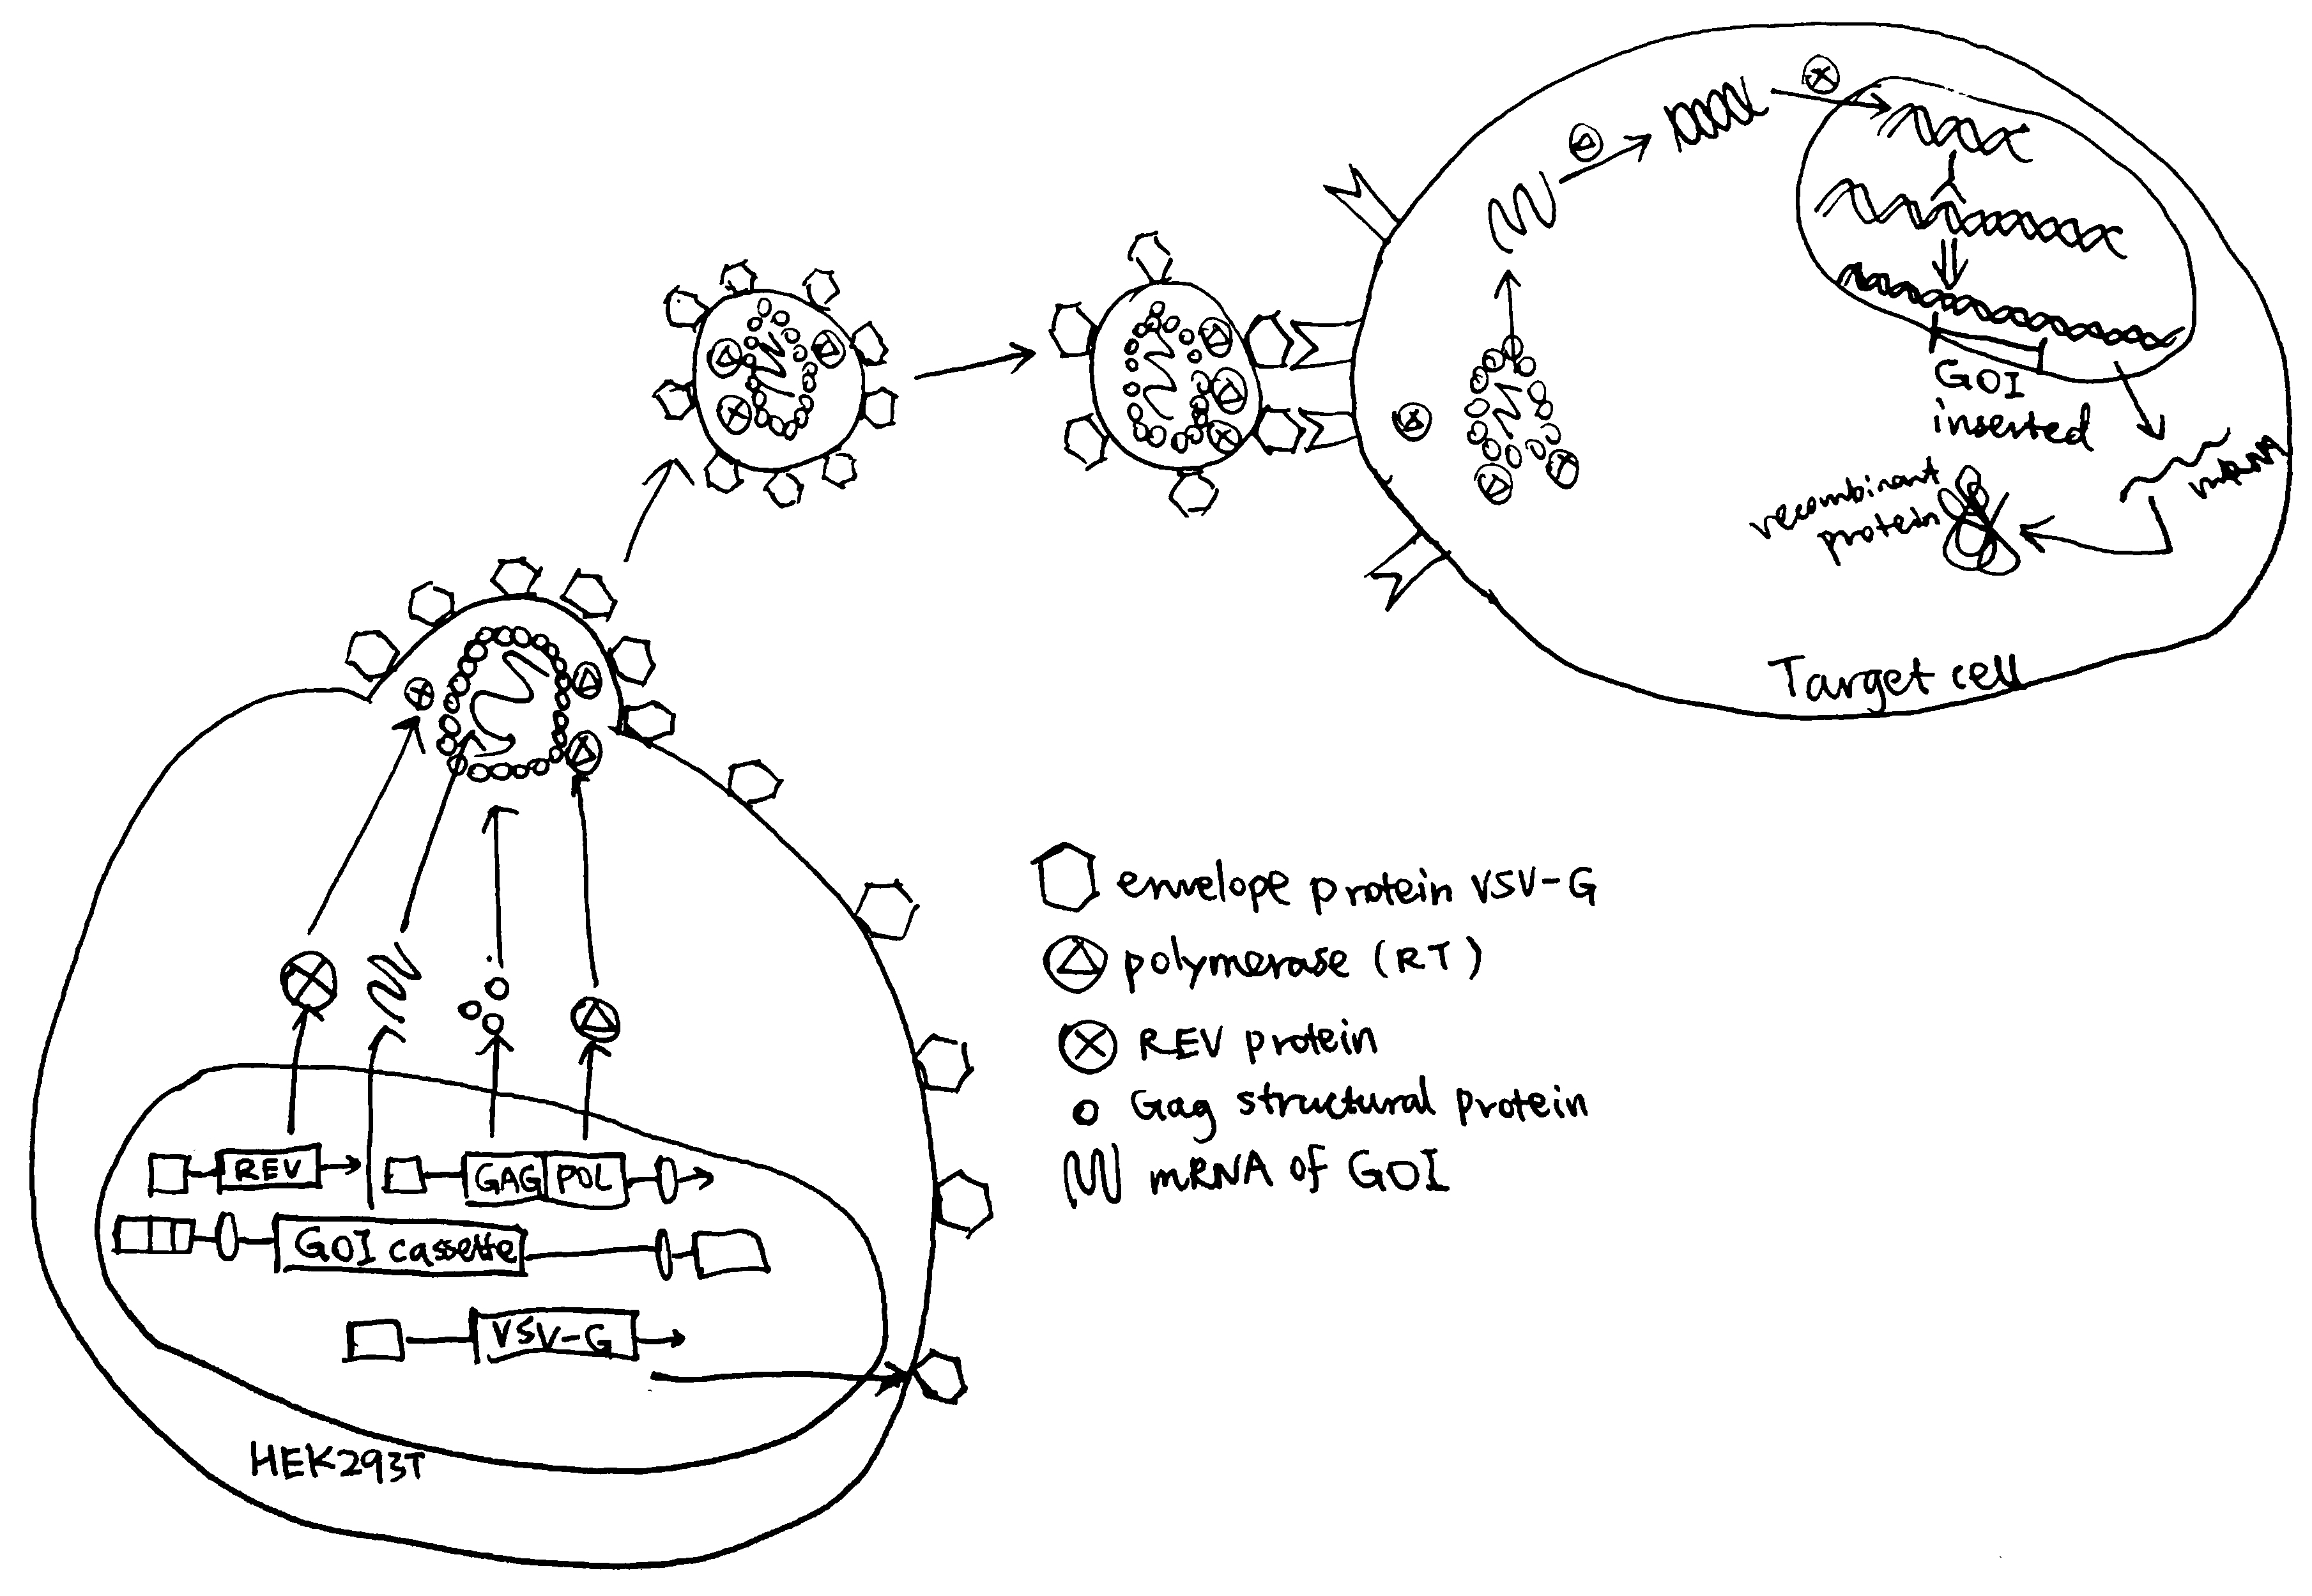 GOI
inserted
recombinant
protein
Target cell
envelope protein VSV-G
polymerase (RT)
REV protein
Gag structural protein
mRNA of GOI
REV
GAG POL
GOI cassette
VSV-G
HEK293T